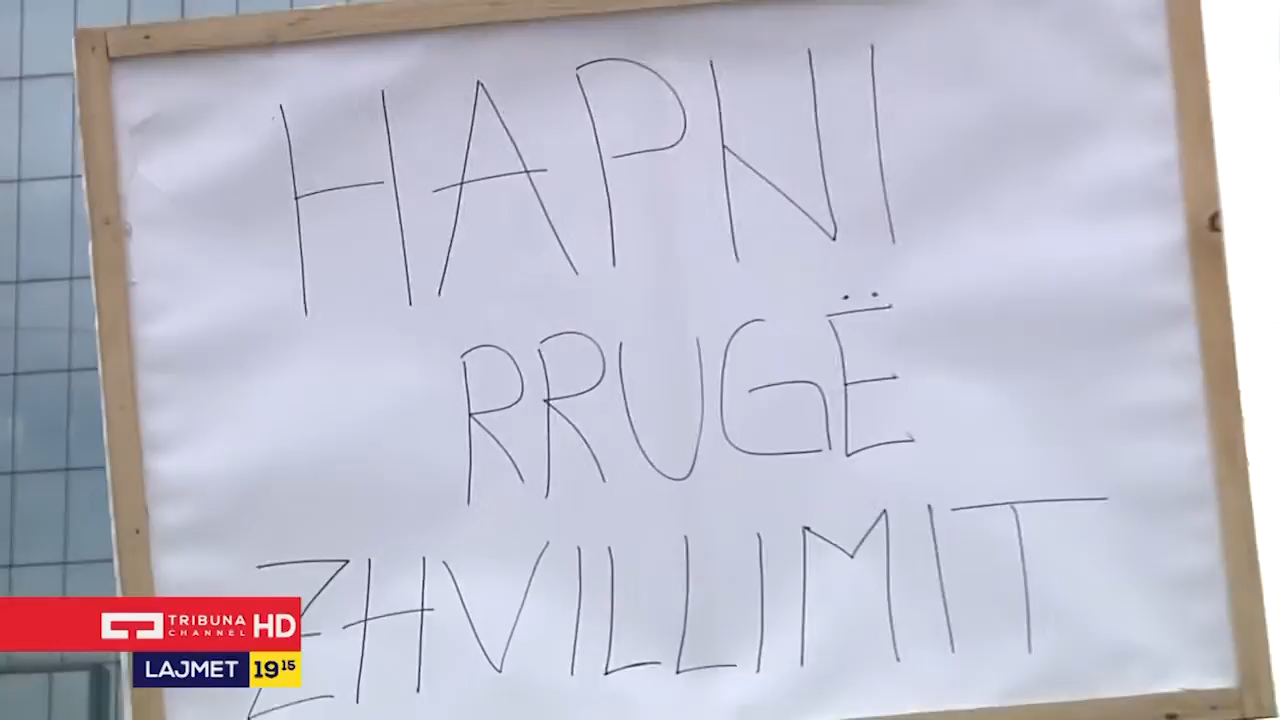 HAPNI
RRUGË
ZHVILLIMIT
TRIBUNA
CHANNEL
HD
LAJMET 19 15